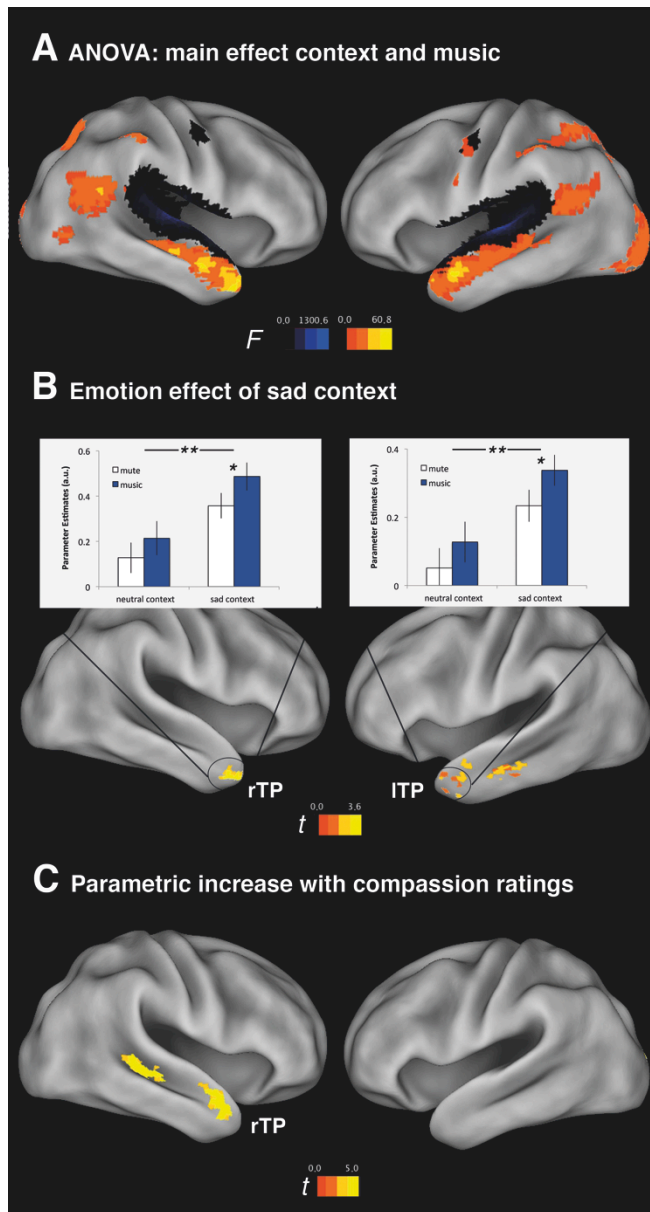 A ANOVA: main effect context and music
F
0,0 1300,6 0,0 60,8
B Emotion effect of sad context
0.6
0.4
0.2
0
Parameter Estimates (a.u.)
mute
music
**
*
neutral context sad context
0.4
0.2
0
Parameter Estimates (a.u.)
mute
music
**
*
neutral context sad context
rTP
lTP
t
0,0 3,6
C Parametric increase with compassion ratings
rTP
t
0,0 5,0